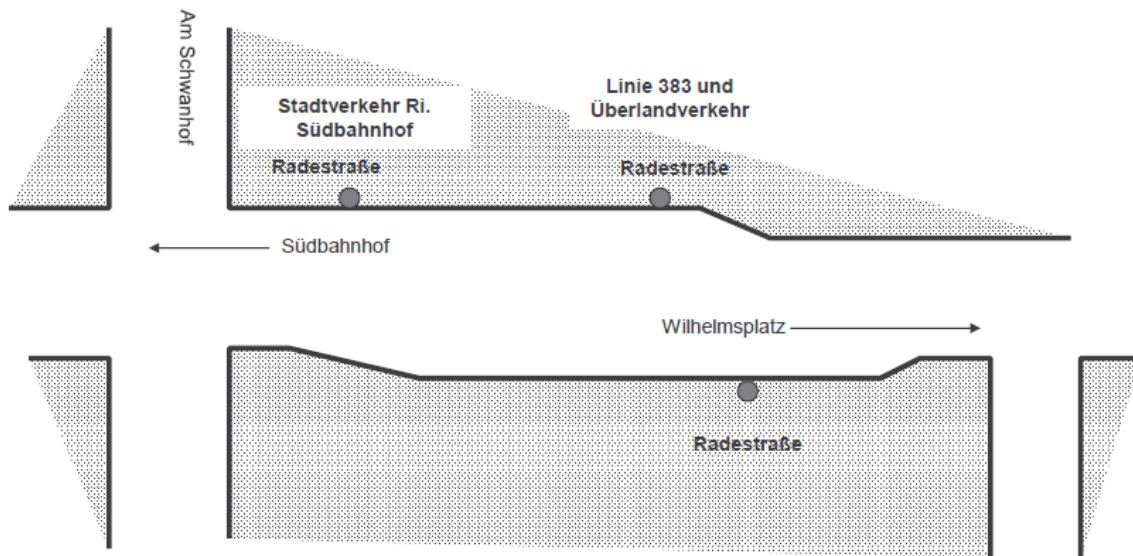 Am Schwanhof
Stadtverkehr Ri.
Südbahnhof
Linie 383 und
Überlandverkehr
Radestraße
Radestraße
Südbahnhof
Wilhelmsplatz
Radestraße